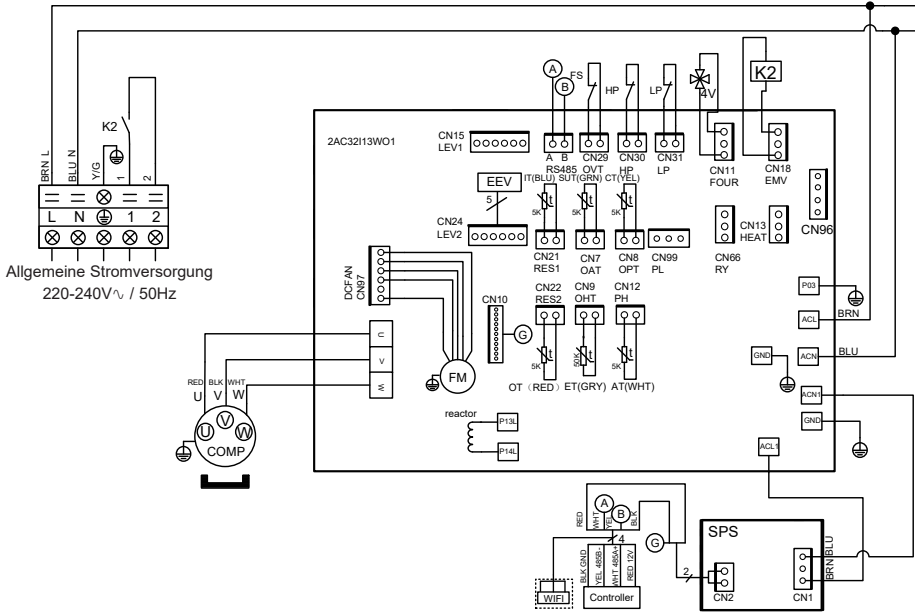 BRN L
BLU N
Y/G
K2
1
2
L N 1 2
Allgemeine Stromversorgung
220-240V∿ / 50Hz
2AC32I13WO1
CN15
LEV1
A
B
FS
HP
LP
4V
K2
A B
RS485
CN29
OVT
CN30
HP
CN31
LP
CN11
FOUR
CN18
EMV
EEV
5
CN24
LEV2
IT(BLU) SUT(GRN) CT(YEL)
5K
t
5K
t
5K
t
CN21
RES1
CN7
OAT
CN8
OPT
CN99
PL
CN66
RY
CN13
HEAT
CN96
DCFAN
CN97
CN10
G
CN22
RES2
CN9
OHT
CN12
PH
5K
t
50K
t
5K
t
OT（RED） ET(GRY) AT(WHT)
FM
P03
ACL
BRN
ACN
BLU
GND
ACN1
GND
ACL1
U
V
W
RED BLK WHT
U V W
U V W
COMP
reactor
P13L
P14L
RED
WHT
YEL
BLK
A
B
4
G
BLK GND
YEL 485B-
WHT 485A+
RED 12V
WIFI
Controller
2
SPS
CN2
CN1
BLU
BRN